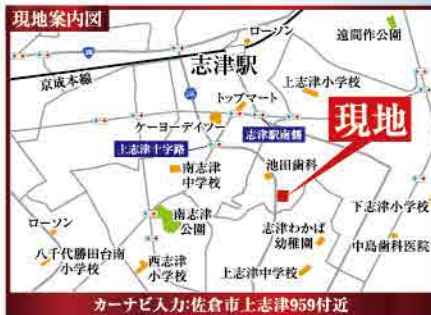 現地案内図
ローソン
遠間作公園
志津駅
京成本線
上志津小学校
トップマート
ケーヨーデイツー
志津駅南側
現地
上志津十字路
南志津
中学校
池田歯科
南志津
公園
下志津小学校
ローソン
志津わかば
幼稚園
中島歯科医院
八千代勝田台南
小学校
西志津
小学校
上志津中学校
カーナビ入力:佐倉市上志津959付近